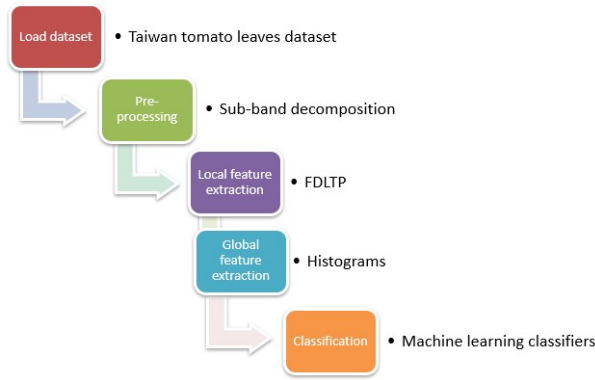 Load dataset
• Taiwan tomato leaves dataset
Pre-
processing
• Sub-band decomposition
Local feature
extraction
• FDLTP
Global
feature
extraction
• Histograms
Classification
• Machine learning classifiers